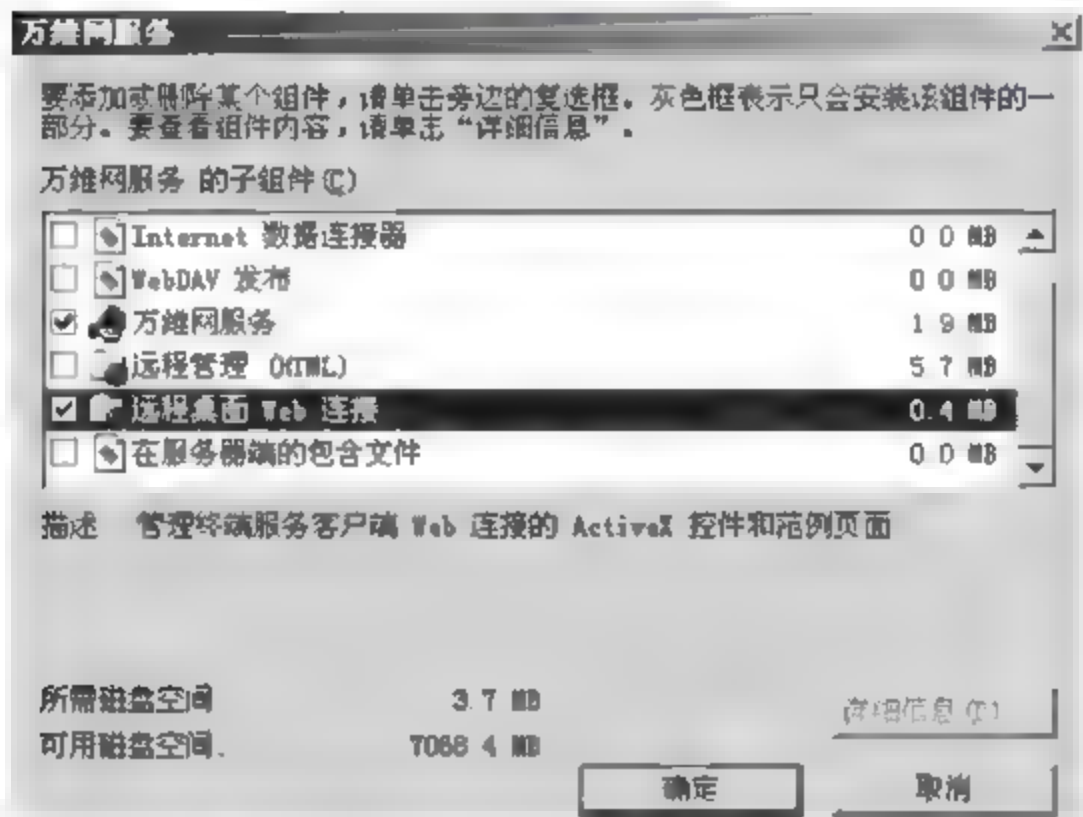 万维网服务
要添加或删除某个组件，请单击旁边的复选框。灰色框表示只会安装该组件的一
部分。要查看组件内容，请单击“详细信息”。
万维网服务 的子组件(C)
Internet 数据连接器 0 0 MB
WebDAV 发布 0 0 MB
万维网服务 1 9 MB
远程管理 (HTML) 5 7 MB
远程桌面 Web 连接 0.4 MB
在服务器端的包含文件 0 0 MB
描述 管理终端服务客户端 Web 连接的 ActiveX 控件和范例页面
所需磁盘空间 3 7 MB
可用磁盘空间. 7068 4 MB
详细信息(D)
确定 取消